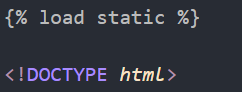 {% load static %}
<!DOCTYPE html>